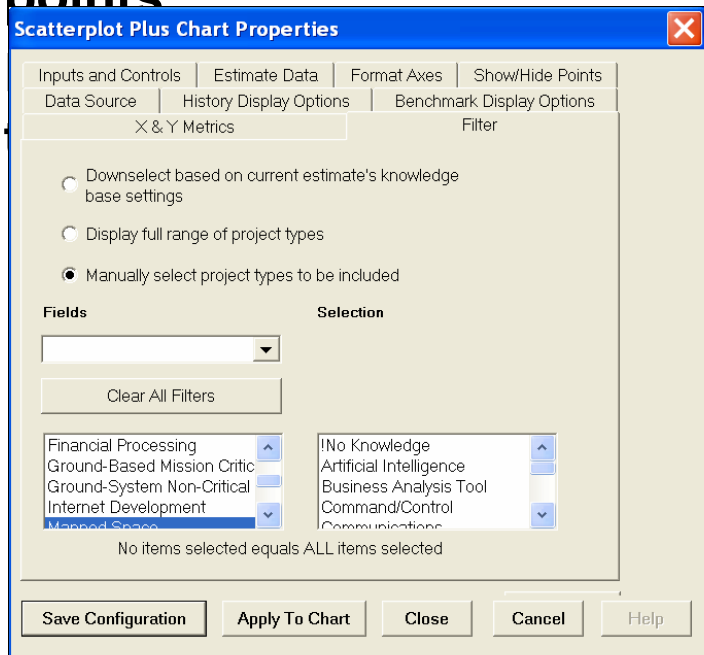 points
Scatterplot Plus Chart Properties
Inputs and Controls Estimate Data Format Axes Show/Hide Points
Data Source History Display Options Benchmark Display Options
X & Y Metrics Filter
Downselect based on current estimate's knowledge
base settings
Display full range of project types
Manually select project types to be included
Fields Selection
Clear All Filters
Financial Processing
Ground-Based Mission Critic
Ground-System Non-Critical
Internet Development
Manned Space
!No Knowledge
Artificial Intelligence
Business Analysis Tool
Command/Control
Communications
No items selected equals ALL items selected
Save Configuration Apply To Chart Close Cancel Help